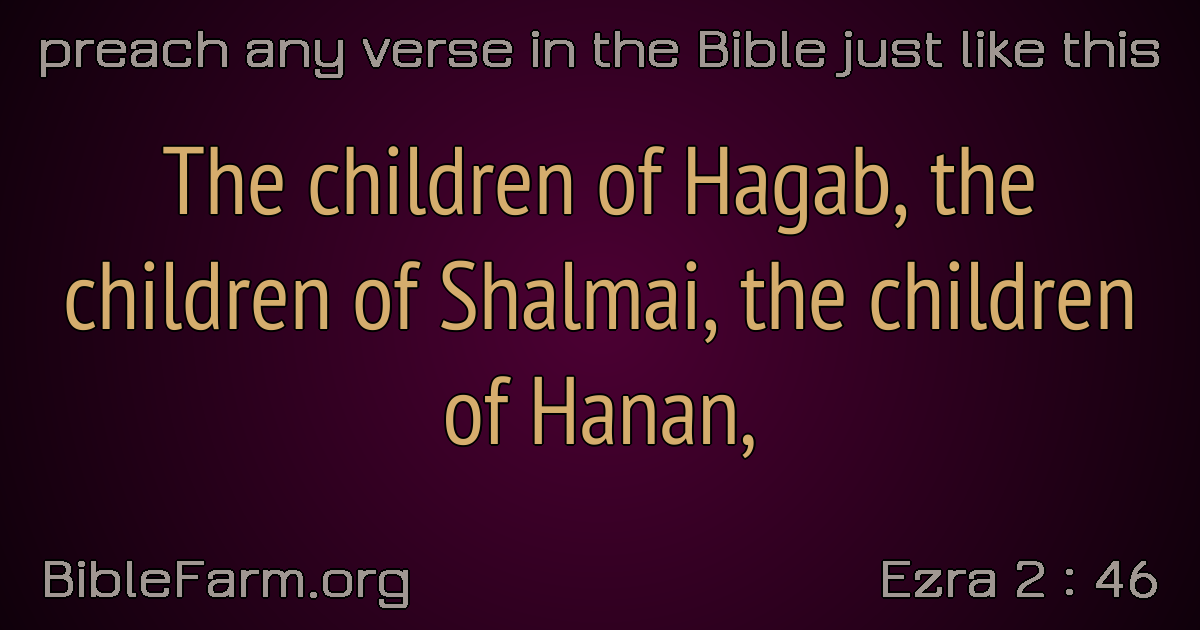 preach any verse in the Bible just like this
The children of Hagab, the
children of Shalmai, the children
of Hanan,
BibleFarm.org
Ezra 2 : 46